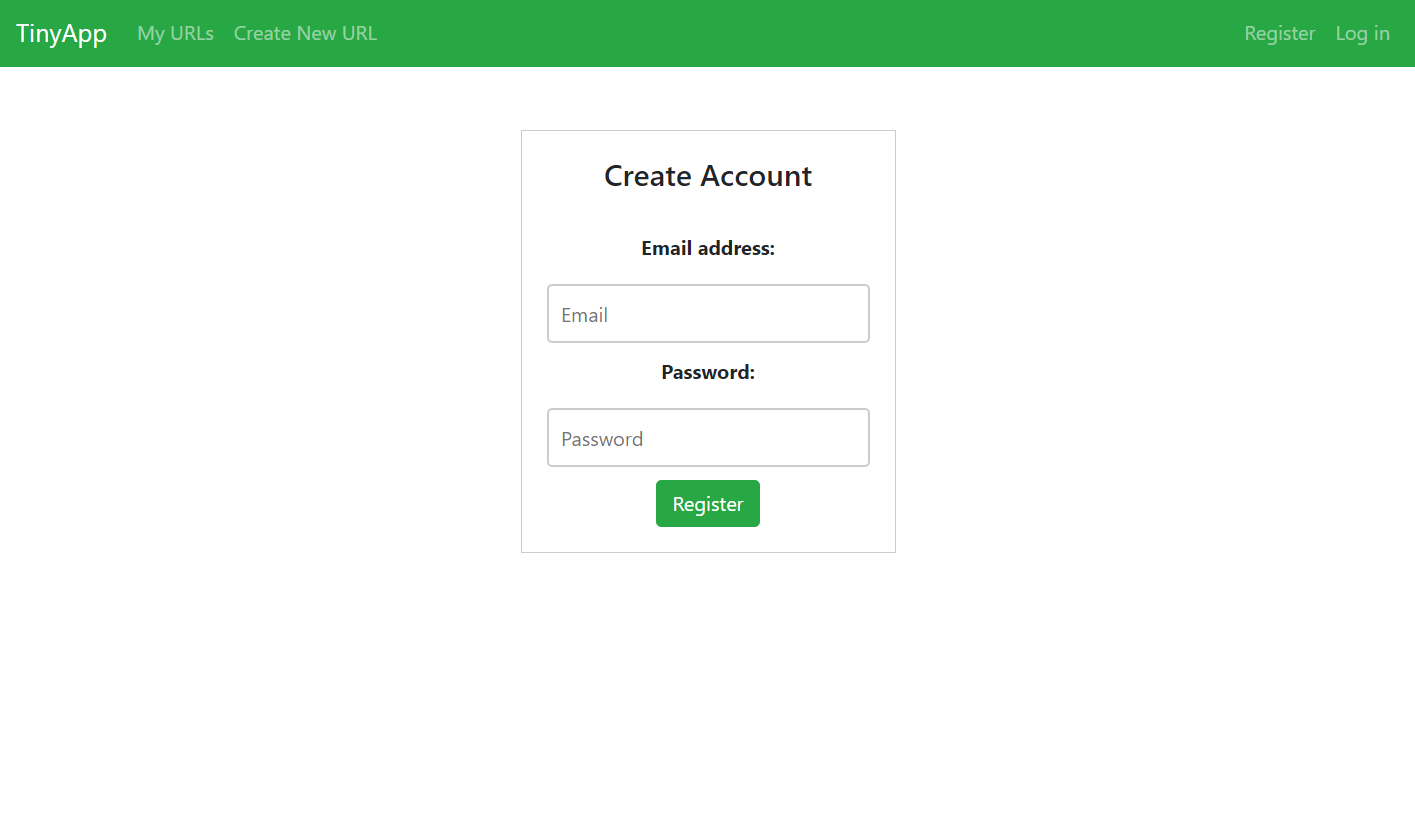 TinyApp My URLs Create New URL Register Log in
Create Account
Email address:
Email
Password:
Password
Register